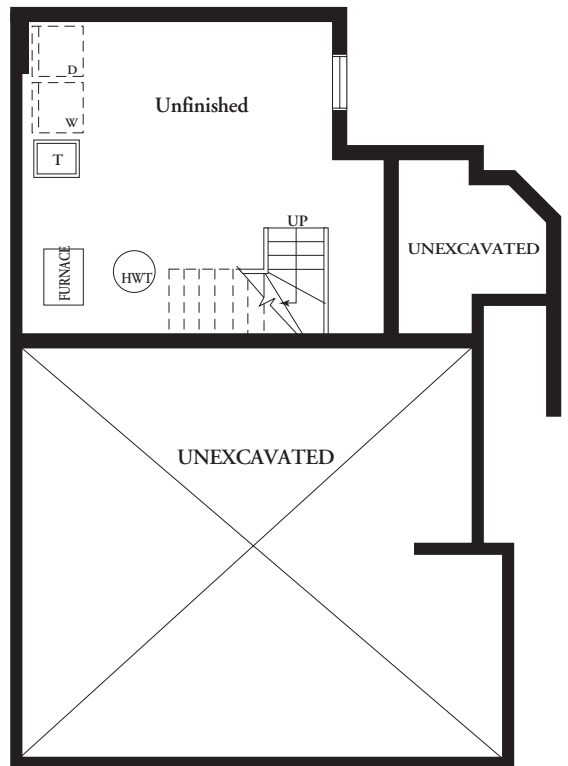 D
Unfinished
W
T
UP
UNEXCAVATED
FURNACE
HWT
UNEXCAVATED